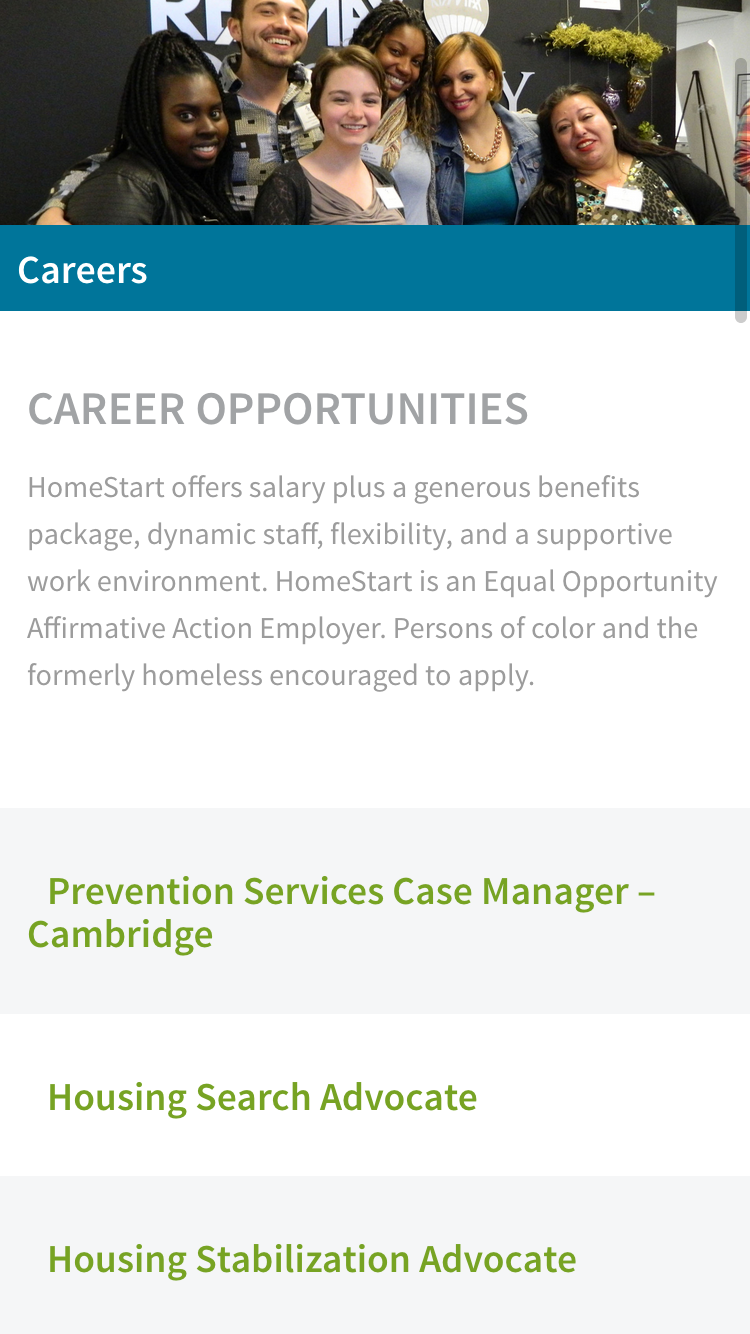 RE/MAX
Careers
CAREER OPPORTUNITIES
HomeStart offers salary plus a generous benefits
package, dynamic staff, flexibility, and a supportive
work environment. HomeStart is an Equal Opportunity
Affirmative Action Employer. Persons of color and the
formerly homeless encouraged to apply.
Prevention Services Case Manager –
Cambridge
Housing Search Advocate
Housing Stabilization Advocate